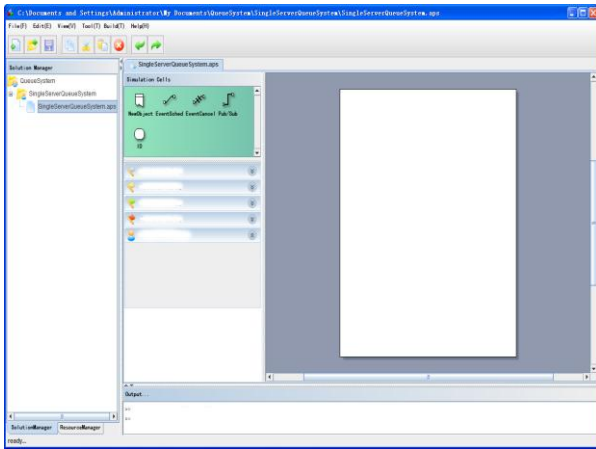 C:\Documents and Settings\Administrator\My Documents\QueueSystem\SingleServerQueueSystem\SingleServerQueueSystem.aps
File(F) Edit(E) View(V) Tool(T) Build(T) Help(H)
Solution Manager
QueueSystem
SingleServerQueueSystem
SingleServerQueueSystem.aps
SingleServerQueueSystem.aps
Simulation Cells
NewObject EventSched EventCancel Pub/Sub
Output...
>>
>>
SolutionManager ResourceManager
ready...